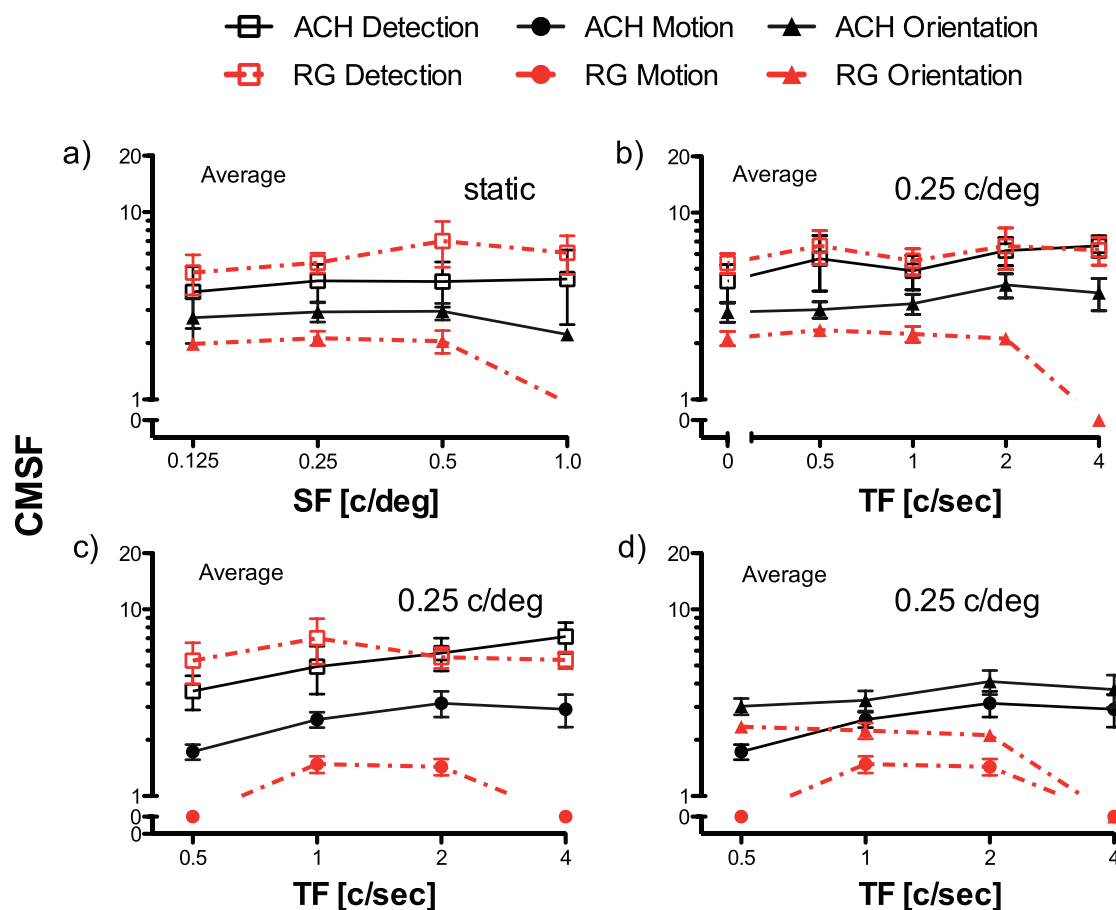 ACH Detection ACH Motion ACH Orientation
RG Detection RG Motion RG Orientation
a) 20 Average static
10
1
0
0.125 0.25 0.5 1.0
SF [c/deg]
b) 20 Average 0.25 c/deg
10
1
0
0 0.5 1 2 4
TF [c/sec]
CMSF
c) 20 Average 0.25 c/deg
10
1
0
0
0.5 1 2 4
TF [c/sec]
d) 20 Average 0.25 c/deg
10
1
0
0
0.5 1 2 4
TF [c/sec]